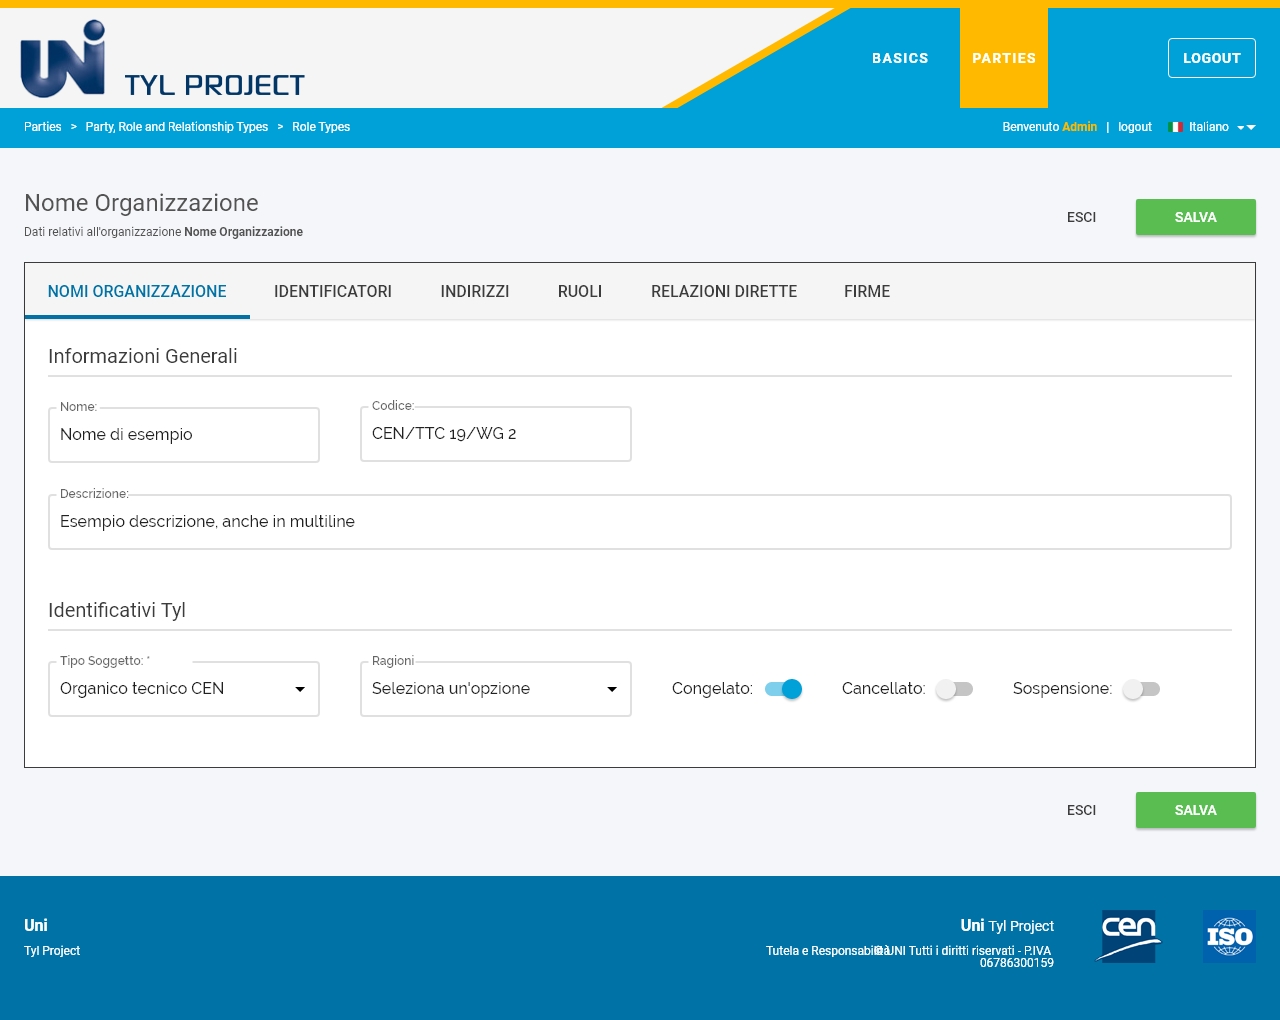 UNi TYL PROJECT
BASICS PARTIES LOGOUT
Parties > Party, Role and Relationship Types > Role Types
Benvenuto Admin | logout Italiano
Nome Organizzazione
Dati relativi all'organizzazione Nome Organizzazione
ESCI SALVA
NOMI ORGANIZZAZIONE IDENTIFICATORI INDIRIZZI RUOLI RELAZIONI DIRETTE FIRME
Informazioni Generali
Nome: Codice:
Nome di esempio CEN/TTC 19/WG 2
Descrizione:
Esempio descrizione, anche in multiline
Identificativi Tyl
Tipo Soggetto: * Ragioni
Organico tecnico CEN Seleziona un'opzione Congelato: Cancellato: Sospensione:
ESCI SALVA
Uni
Tyl Project
Uni Tyl Project
Tutela e Responsabilità © UNI Tutti i diritti riservati - P.IVA
06786300159
cen
ISO